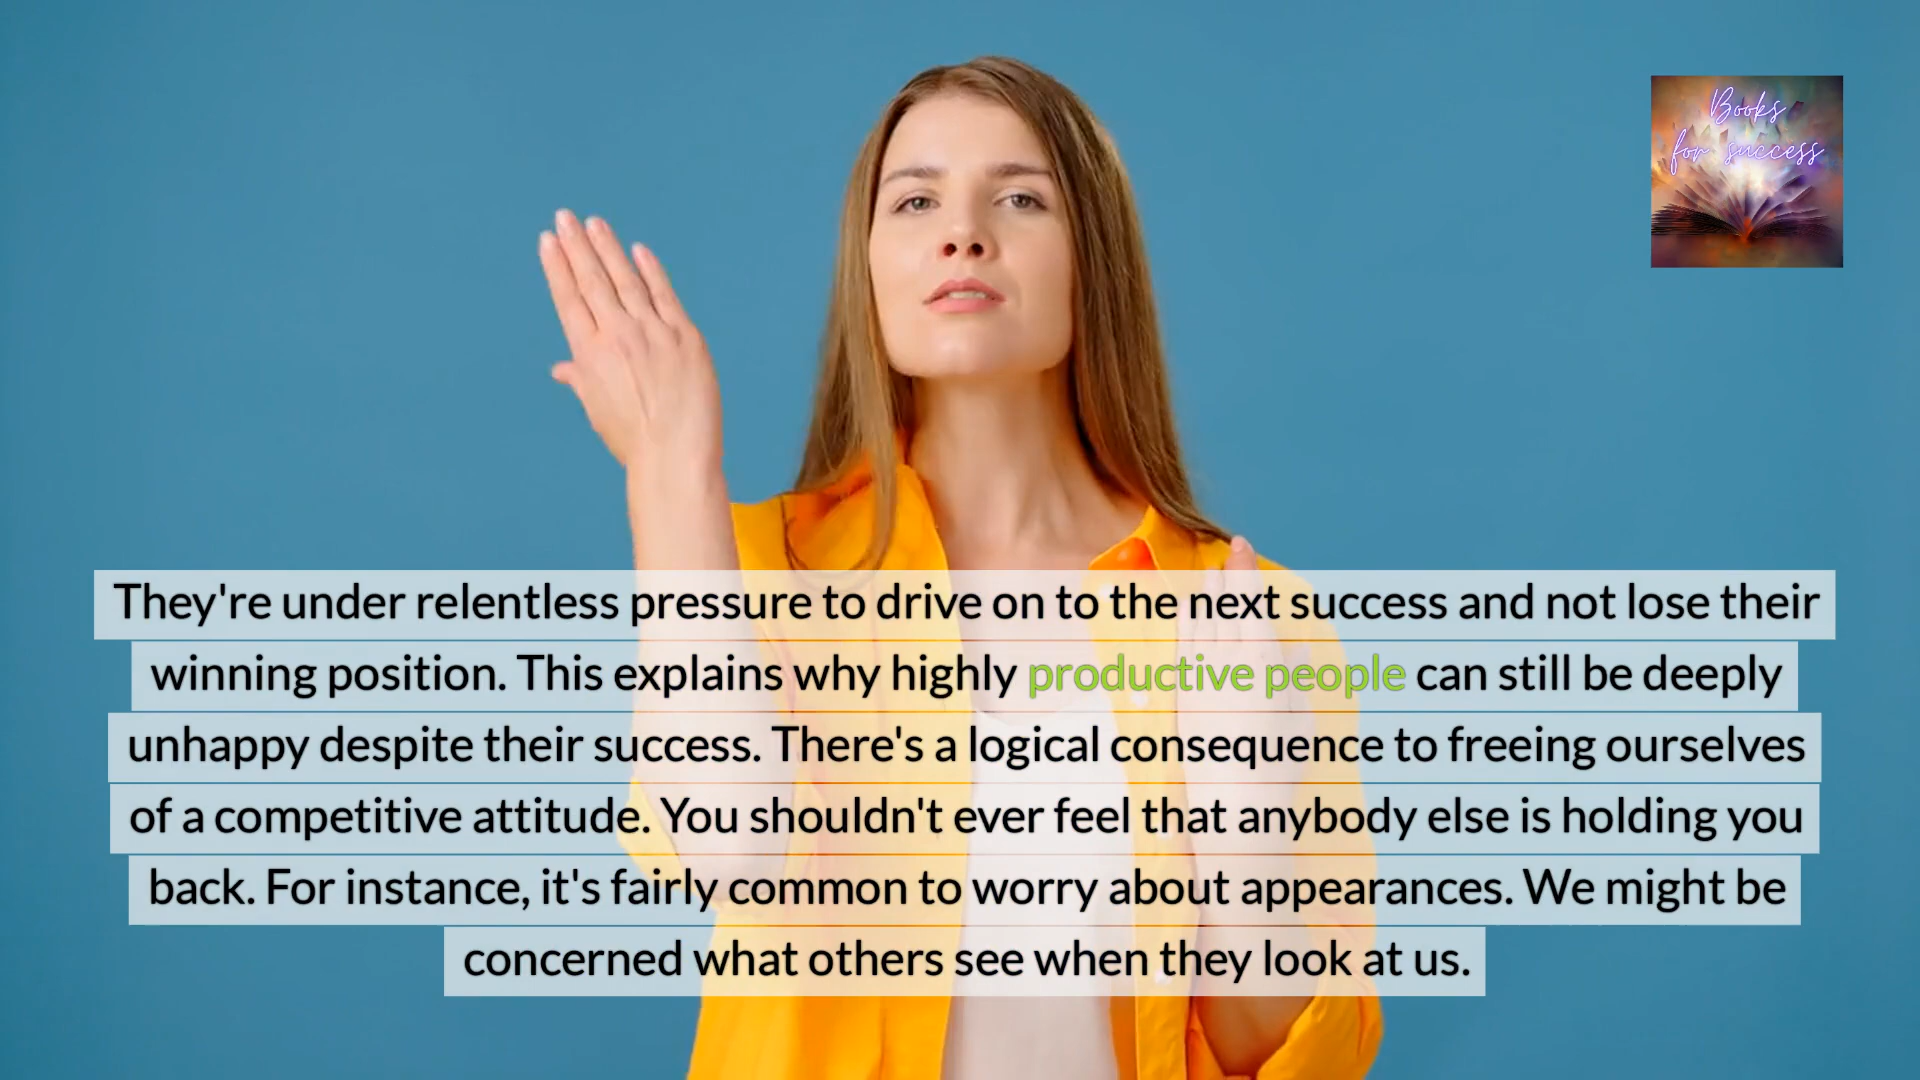 Books
for success
They're under relentless pressure to drive on to the next success and not lose their
winning position. This explains why highly productive people can still be deeply
unhappy despite their success. There's a logical consequence to freeing ourselves
of a competitive attitude. You shouldn't ever feel that anybody else is holding you
back. For instance, it's fairly common to worry about appearances. We might be
concerned what others see when they look at us.